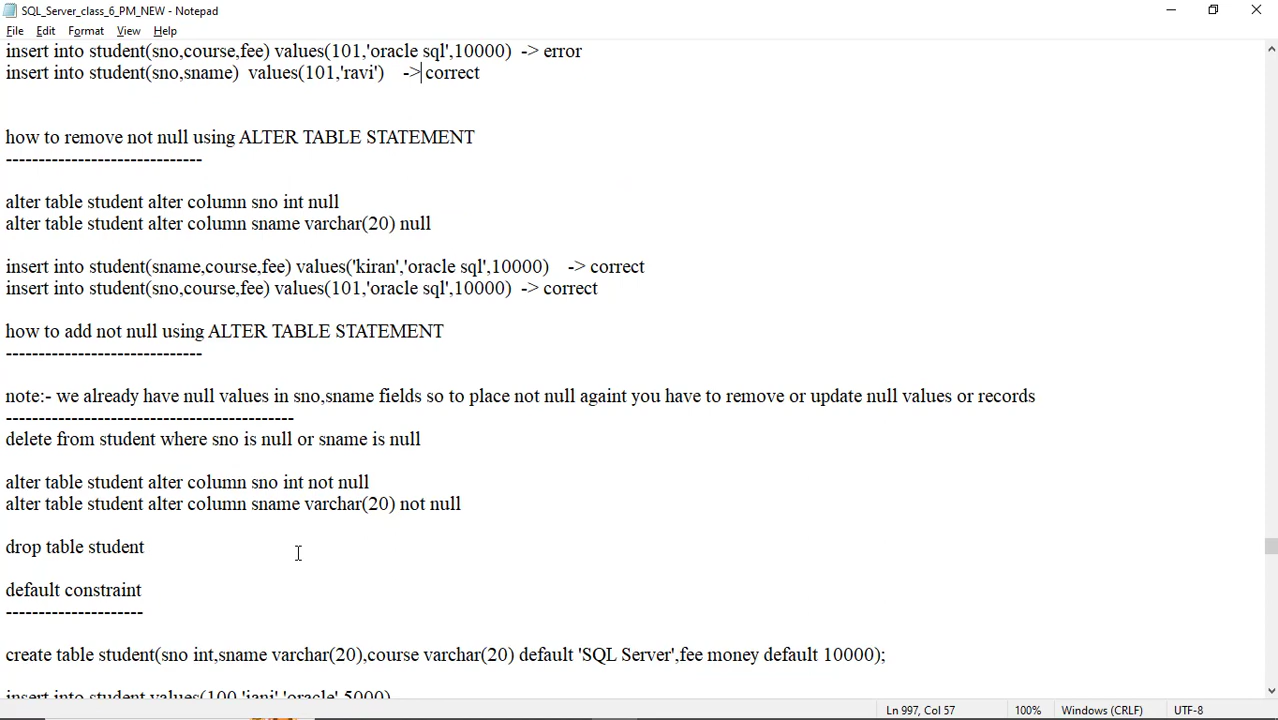 SQL_Server_class_6_PM_NEW - Notepad
File Edit Format View Help
insert into student(sno,course,fee) values(101,'oracle sql',10000) -> error
insert into student(sno,sname) values(101,'ravi') -> correct
how to remove not null using ALTER TABLE STATEMENT
-----------------------------
alter table student alter column sno int null
alter table student alter column sname varchar(20) null
insert into student(sname,course,fee) values('kiran','oracle sql',10000) -> correct
insert into student(sno,course,fee) values(101,'oracle sql',10000) -> correct
how to add not null using ALTER TABLE STATEMENT
-----------------------------
note:- we already have null values in sno,sname fields so to place not null againt you have to remove or update null values or records
-------------------------------------------
delete from student where sno is null or sname is null
alter table student alter column sno int not null
alter table student alter column sname varchar(20) not null
drop table student
default constraint
---------------------
create table student(sno int,sname varchar(20),course varchar(20) default 'SQL Server',fee money default 10000);
insert into student values(100,'jani','oracle',5000)
Ln 997, Col 57 100% Windows (CRLF) UTF-8